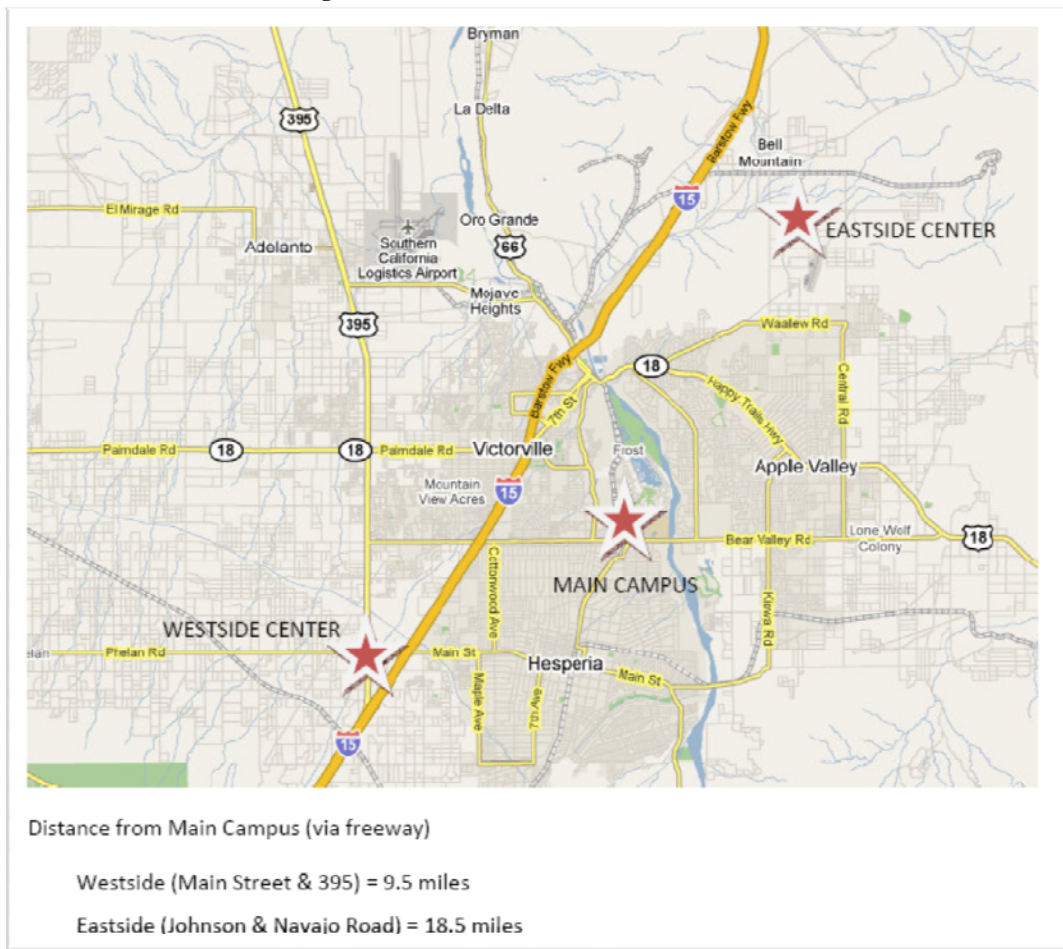 Bryman
395
La Delta
Barstow Fwy
Bell
Mountain
15
El Mirage Rd
Oro Grande
66
EASTSIDE CENTER
Adelanto
Southern
California
Logistics Airport
Mojave
Heights
395
Waalew Rd
18
Barstow Fwy
Happy Trails Hwy
Central Rd
7th St
Palmdale Rd
18
18
Palmdale Rd
Victorville
Frost
Apple Valley
Mountain
View Acres
15
Bear Valley Rd
Lone Wolf
Colony
18
Cottonwood Ave
MAIN CAMPUS
Kiowa Rd
WESTSIDE CENTER
elan
Phelan Rd
Main St
Hesperia
Main St
Maple Ave
7th Ave
15
Distance from Main Campus (via freeway)
Westside (Main Street & 395) = 9.5 miles
Eastside (Johnson & Navajo Road) = 18.5 miles